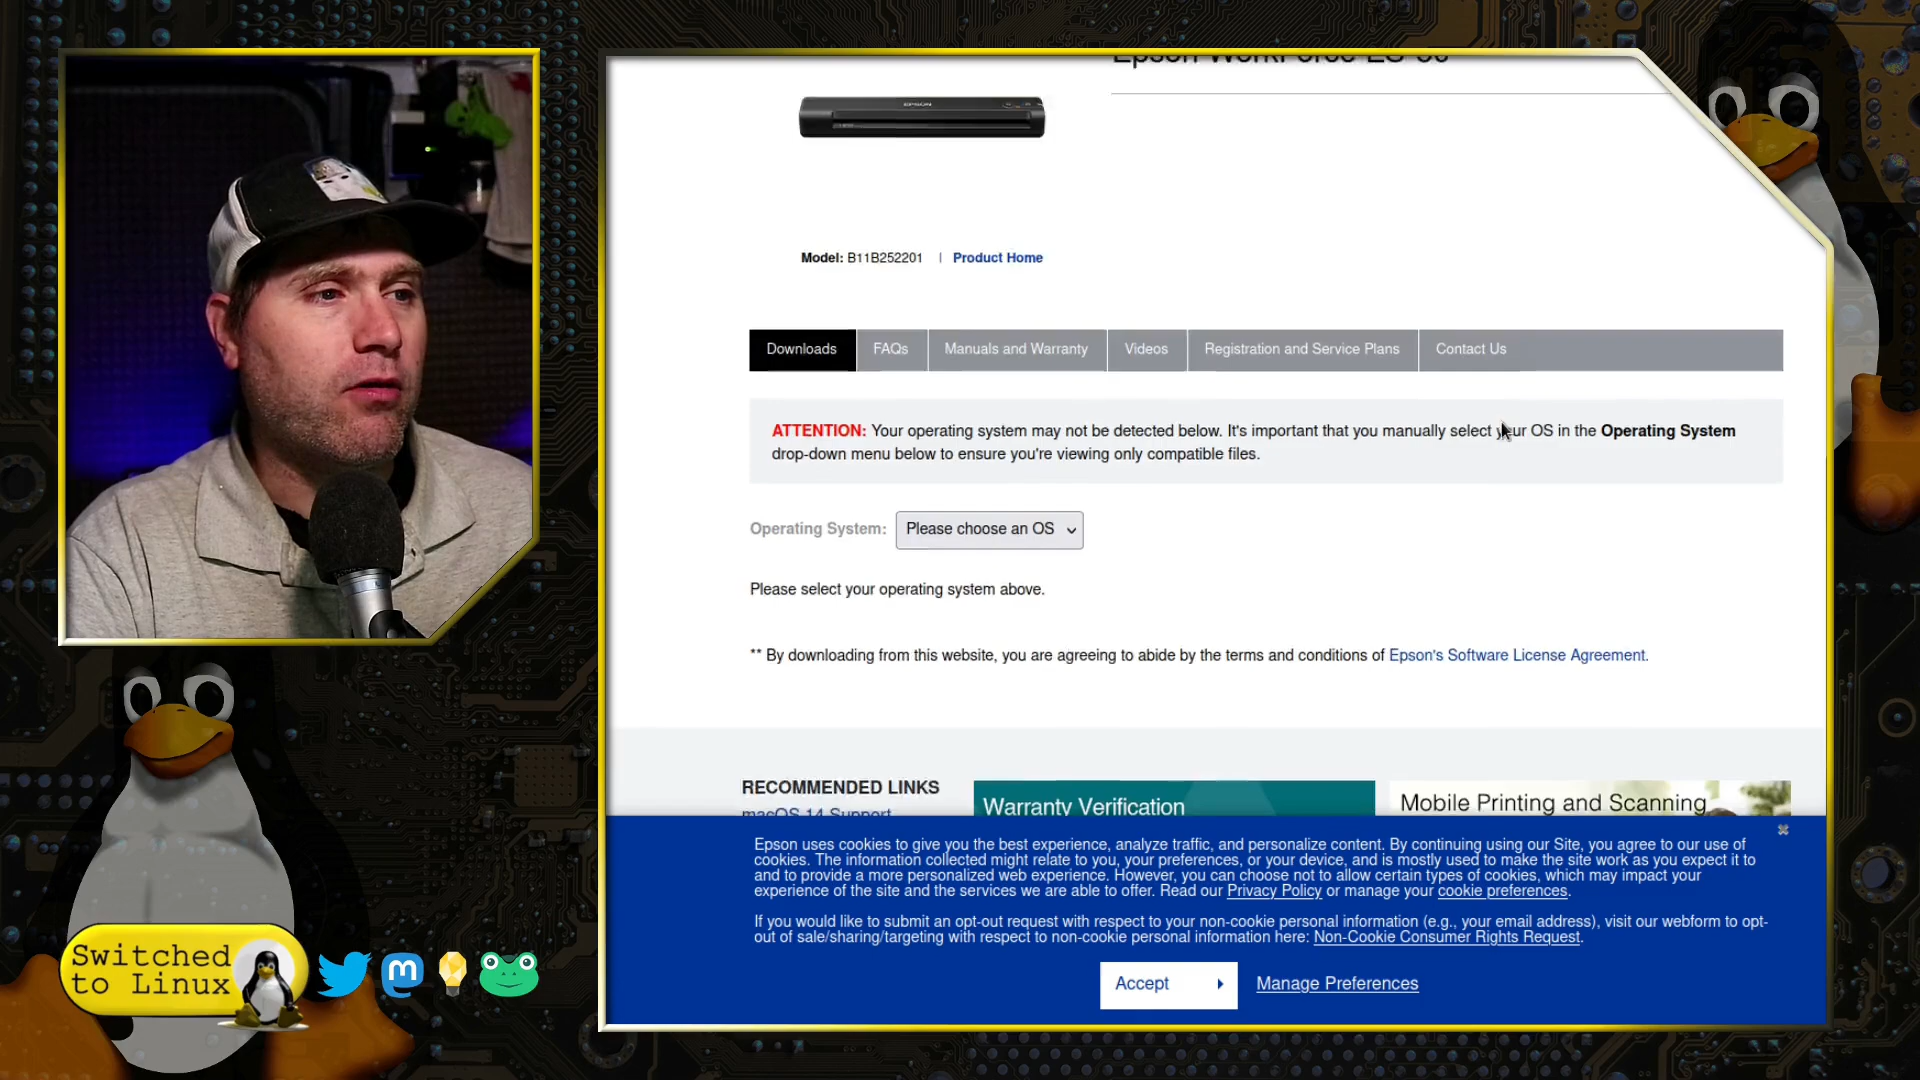 Epson WorkForce ES-50
EPSON
Model: B11B252201 | Product Home
Downloads
FAQs
Manuals and Warranty
Videos
Registration and Service Plans
Contact Us
ATTENTION: Your operating system may not be detected below. It's important that you manually select your OS in the Operating System
drop-down menu below to ensure you're viewing only compatible files.
Operating System: Please choose an OS
Please select your operating system above.
** By downloading from this website, you are agreeing to abide by the terms and conditions of Epson's Software License Agreement.
RECOMMENDED LINKS
macOS 14 Support
Warranty Verification
Mobile Printing and Scanning
Epson uses cookies to give you the best experience, analyze traffic, and personalize content. By continuing using our Site, you agree to our use of
cookies. The information collected might relate to you, your preferences, or your device, and is mostly used to make the site work as you expect it to
and to provide a more personalized web experience. However, you can choose not to allow certain types of cookies, which may impact your
experience of the site and the services we are able to offer. Read our Privacy Policy or manage your cookie preferences.
If you would like to submit an opt-out request with respect to your non-cookie personal information (e.g., your email address), visit our webform to opt-
out of sale/sharing/targeting with respect to non-cookie personal information here: Non-Cookie Consumer Rights Request.
Accept
Manage Preferences
Switched
to Linux